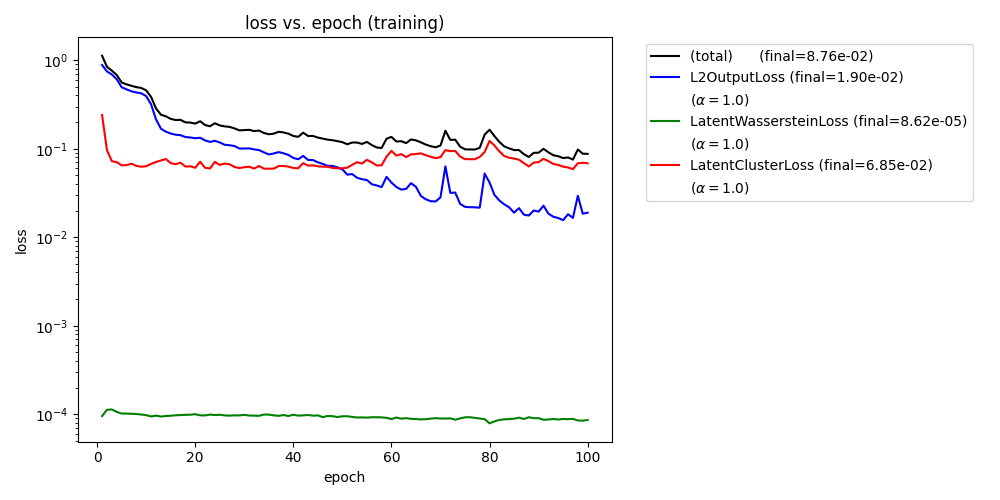 loss vs. epoch (training)
(total) (final=8.76e-02)
L2OutputLoss (final=1.90e-02)
(α = 1.0)
LatentWassersteinLoss (final=8.62e-05)
(α = 1.0)
LatentClusterLoss (final=6.85e-02)
(α = 1.0)
10⁰
10⁻¹
10⁻²
10⁻³
10⁻⁴
loss
0 20 40 60 80 100
epoch